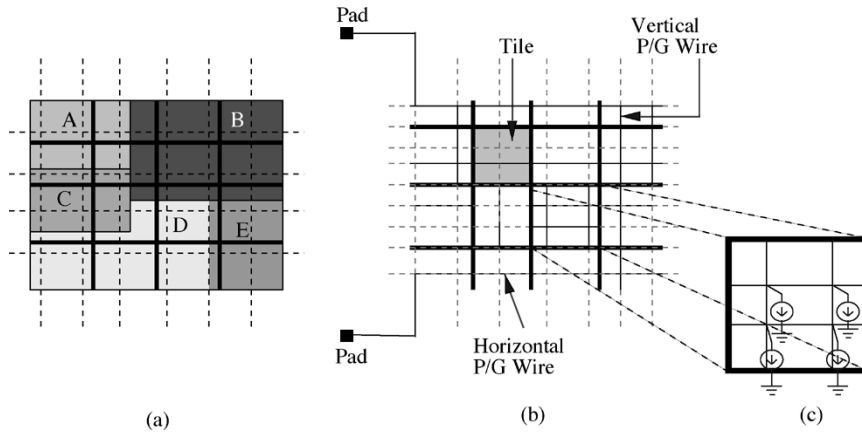 Pad
Tile
Vertical
P/G Wire
A
B
C
D
E
Pad
Horizontal
P/G Wire
(a)
(b)
(c)